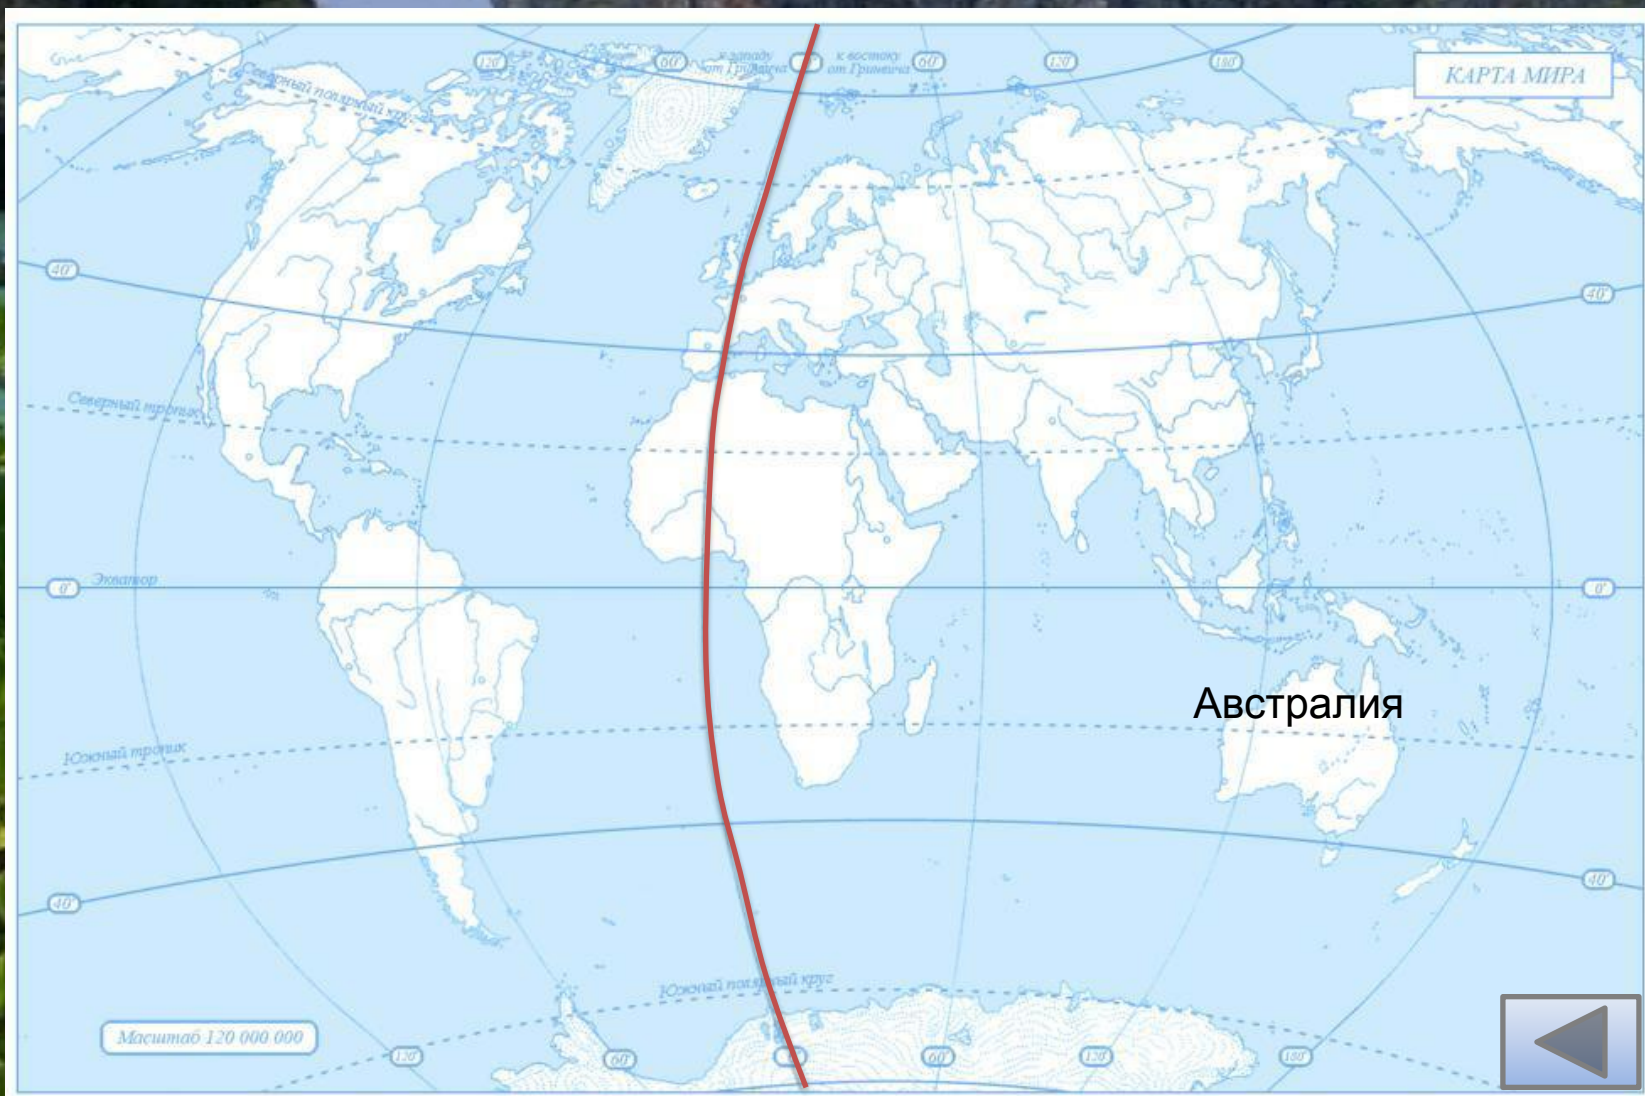 120°
60°
к западу
от Гринвича
к востоку
от Гринвича
60°
120°
180°
КАРТА МИРА
Северный полярный круг
40°
40°
Северный тропик
0°
Экватор
0°
Австралия
Южный тропик
40°
40°
Южный полярный круг
Масштаб 120 000 000
120°
60°
60°
120°
180°